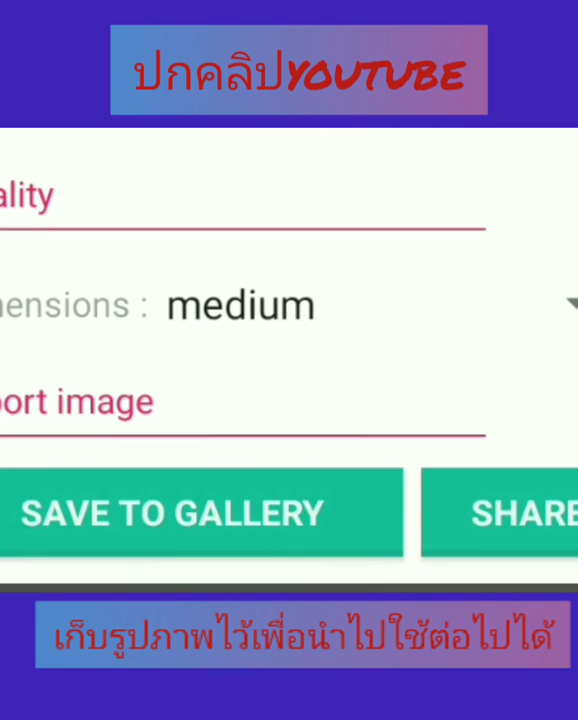 ปกคลิปYOUTUBE
ality
ensions : medium
ort image
SAVE TO GALLERY SHARE
เก็บรูปภาพไว้เพื่อนำไปใช้ต่อไปได้